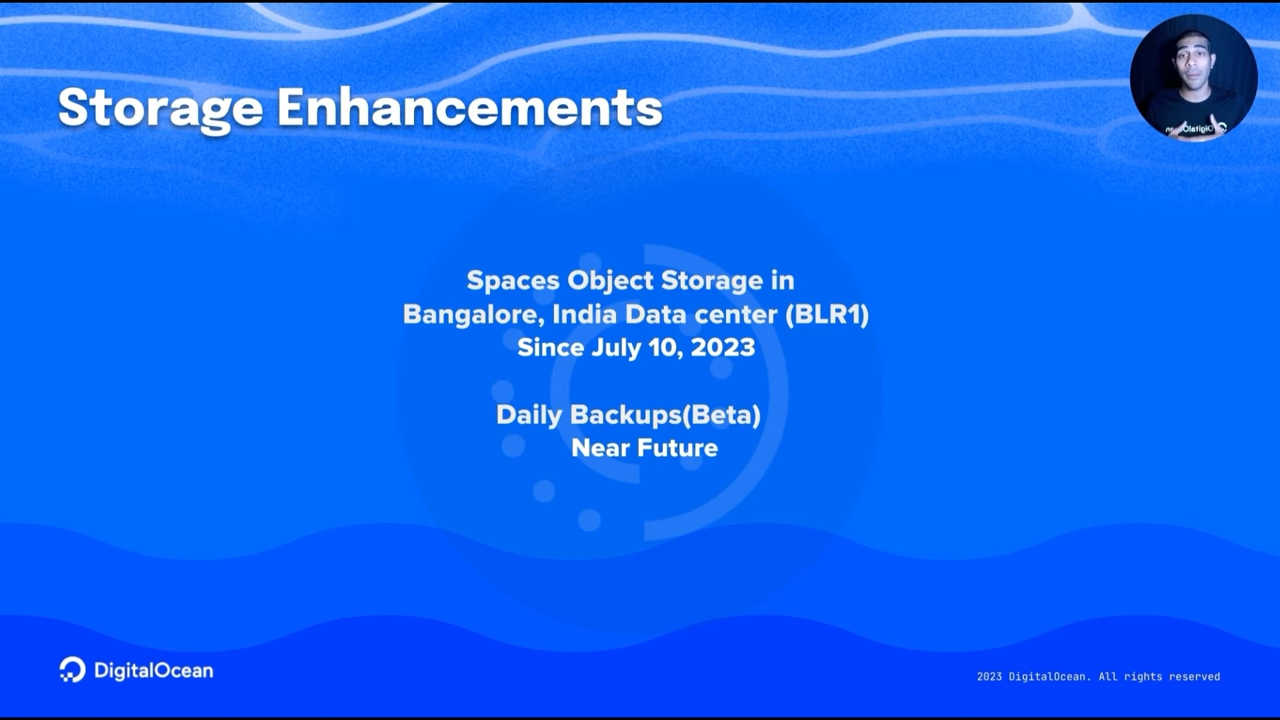 Storage Enhancements
Spaces Object Storage in
Bangalore, India Data center (BLR1)
Since July 10, 2023
Daily Backups(Beta)
Near Future
DigitalOcean
2023 DigitalOcean. All rights reserved